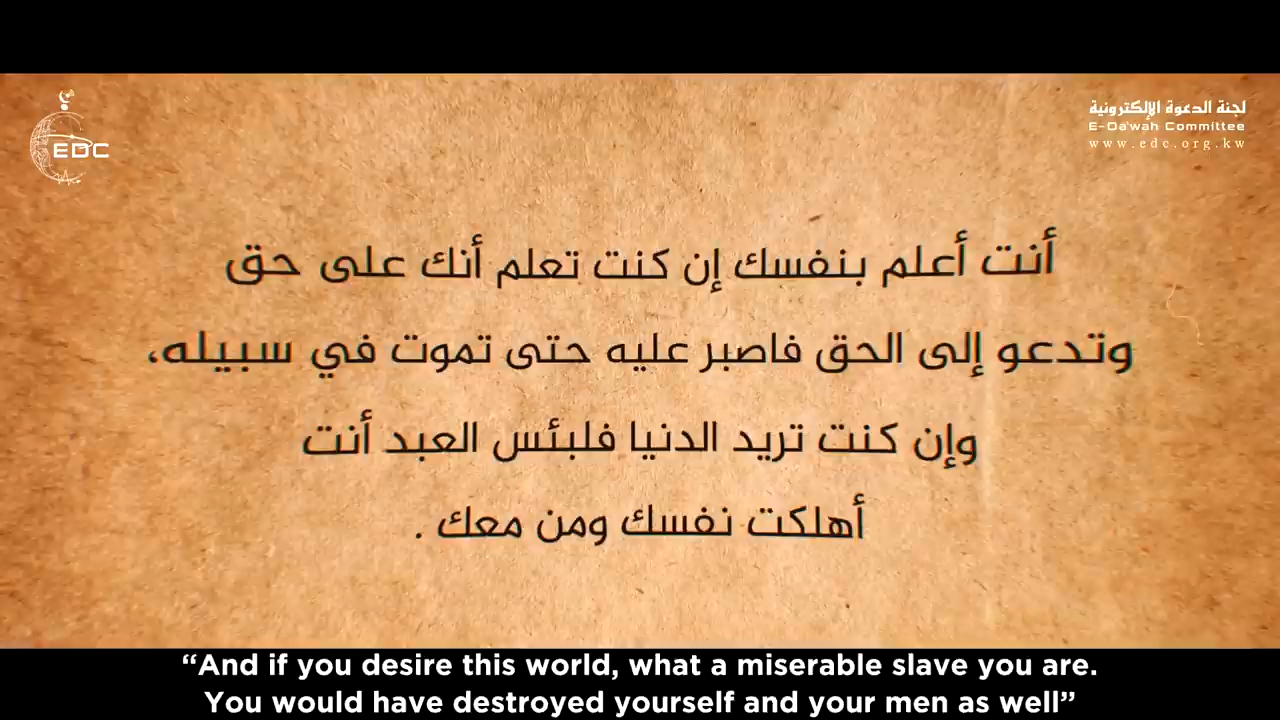 EDC
لجنة الدعوة الإلكترونية
E-Da'wah Committee
www.edc.org.kw
أنت أعلم بنفسك إن كنت تعلم أنك على حق
وتدعو إلى الحق فاصبر عليه حتى تموت في سبيله،
وإن كنت تريد الدنيا فلبئس العبد أنت
أهلكت نفسك ومن معك .
“And if you desire this world, what a miserable slave you are.
You would have destroyed yourself and your men as well”